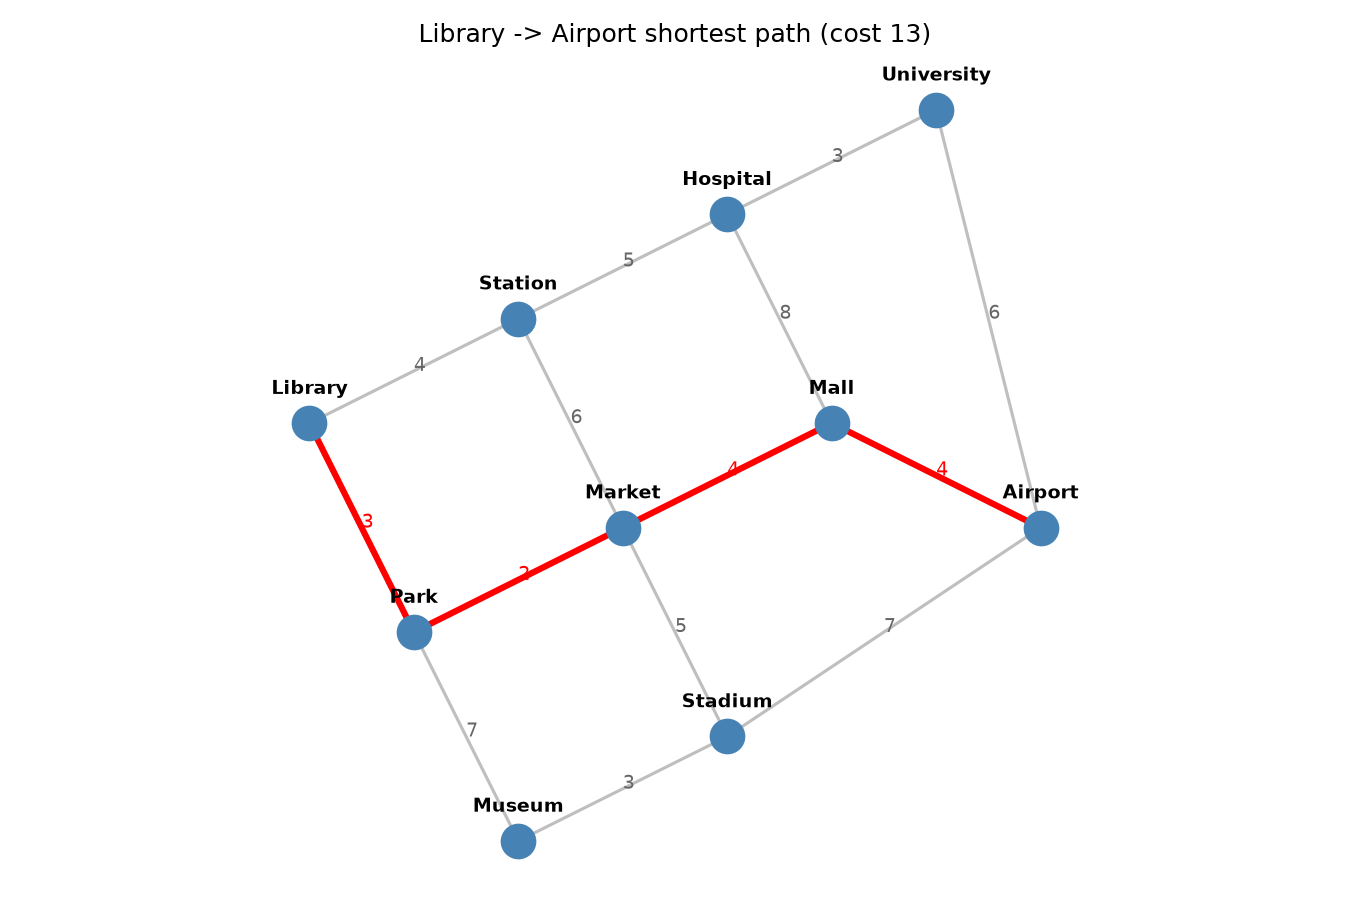 Library -> Airport shortest path (cost 13)
University
3
Hospital
5
Station
8
6
4
Library
Mall
6
4
4
Market
Airport
3
2
Park
5
7
Stadium
7
3
Museum